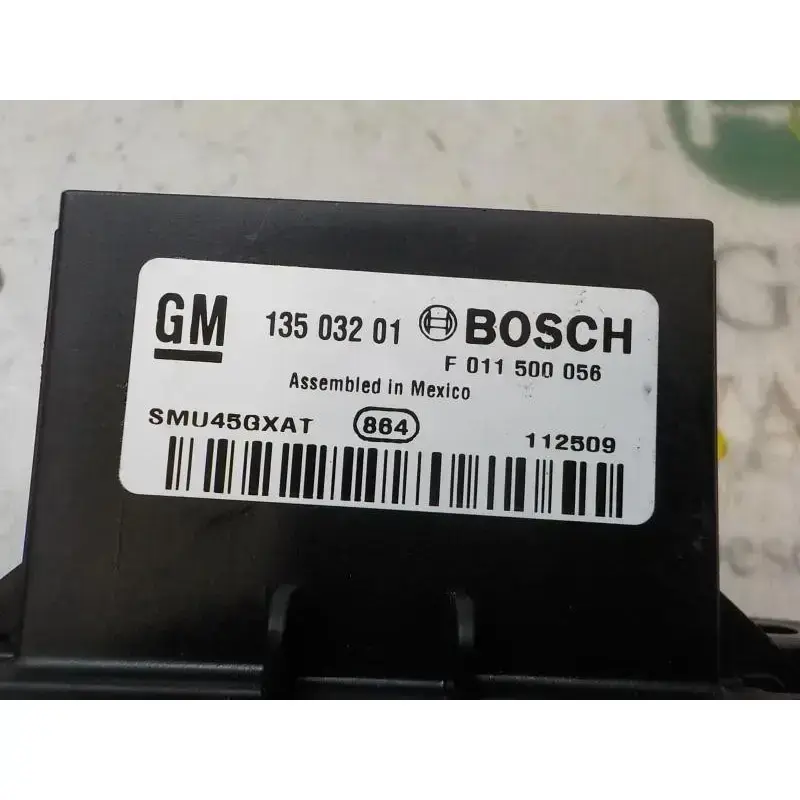 GM 135 032 01 BOSCH
F 011 500 056
Assembled in Mexico
SMU45GXAT 864 112509